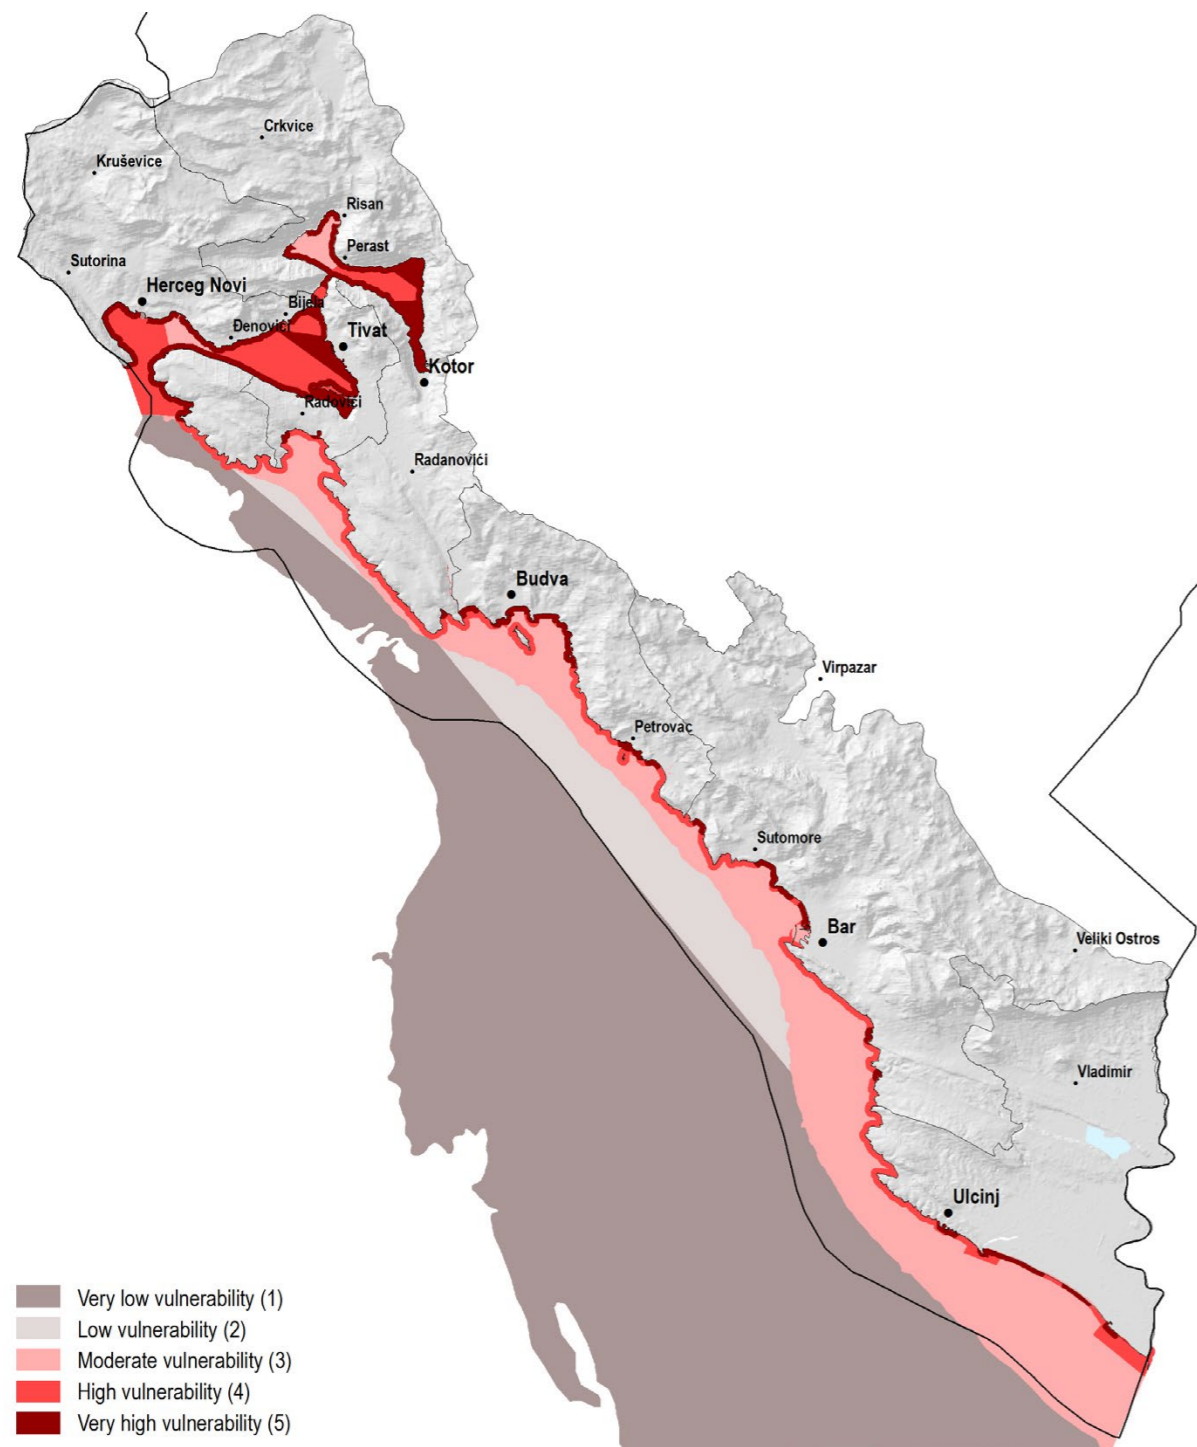 Crkvice
Kruševice
Risan
Perast
Sutorina
Herceg Novi
Bijela
Đenovići
Tivat
Kotor
Radovići
Radanovići
Budva
Virpazar
Petrovac
Sutomore
Bar
Veliki Ostros
Vladimir
Ulcinj
Very low vulnerability (1)
Low vulnerability (2)
Moderate vulnerability (3)
High vulnerability (4)
Very high vulnerability (5)